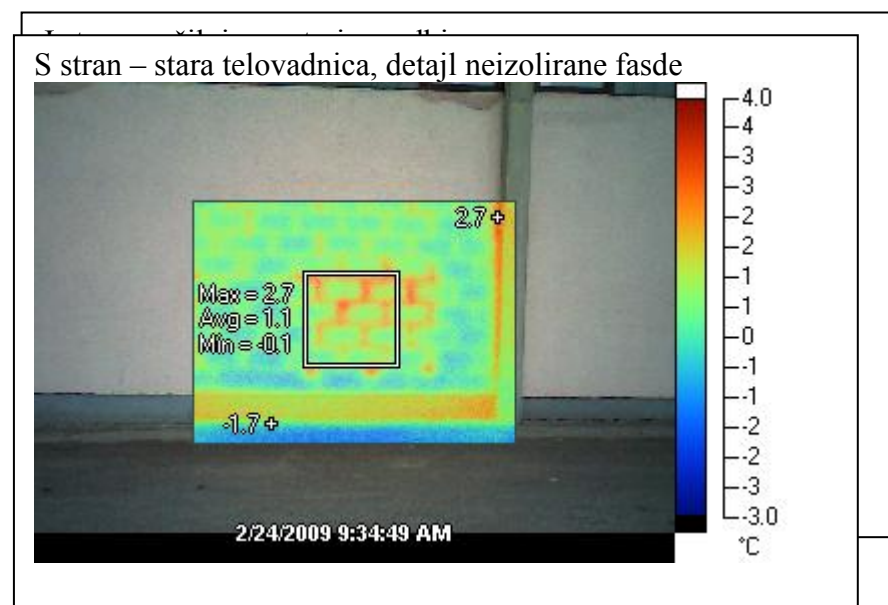 S stran – stara telovadnica, detajl neizolirane fasde
4.0
4
3
3
2
2
1
1
0
-1
-1
-2
-2
-3
-3.0
°C
2.7 +
Max = 2.7
Avg = 1.1
Min = -0.1
-1.7 +
2/24/2009 9:34:49 AM